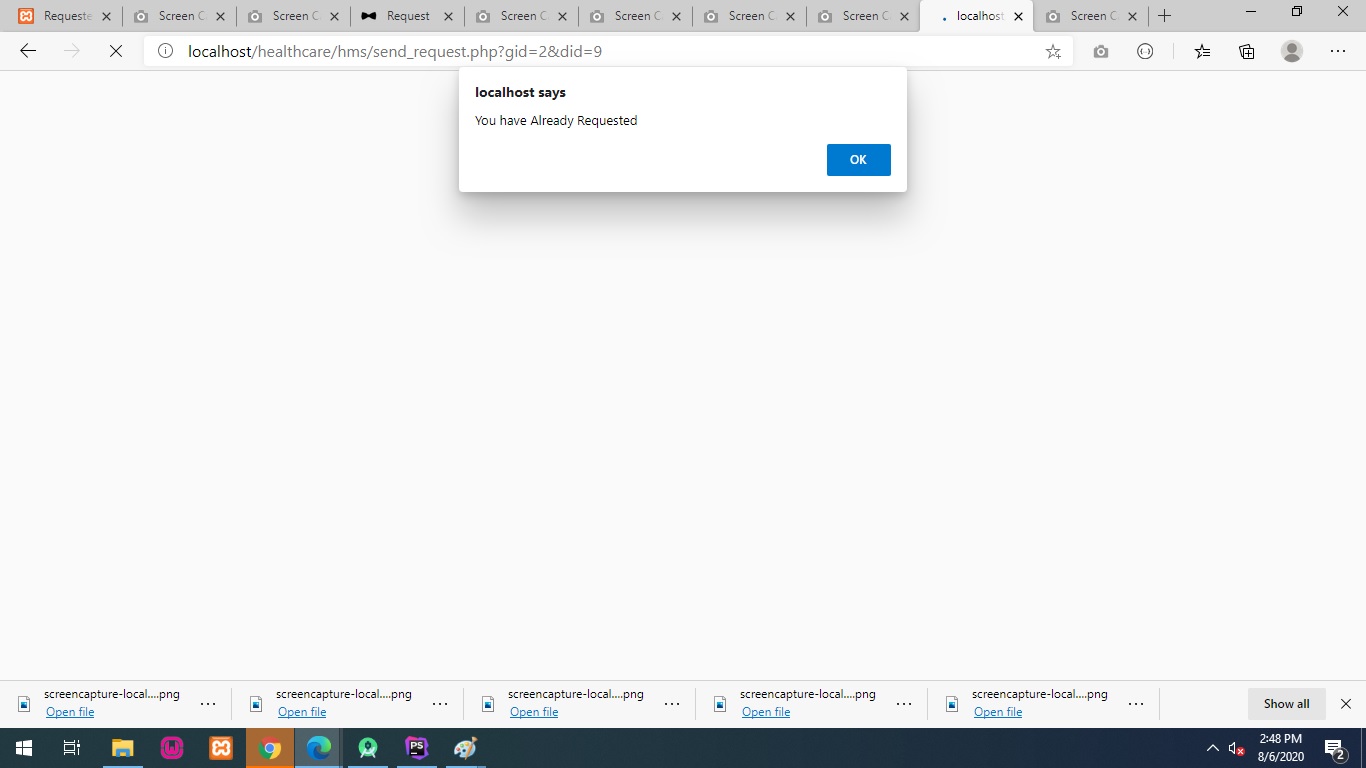 Requeste
Screen C
Screen C
Request
Screen C
Screen C
Screen C
Screen C
localhost
Screen C
localhost/healthcare/hms/send_request.php?gid=2&did=9
localhost says
You have Already Requested
OK
screencapture-local....png
Open file
screencapture-local....png
Open file
screencapture-local....png
Open file
screencapture-local....png
Open file
screencapture-local....png
Open file
Show all
PS
2:48 PM
8/6/2020
2